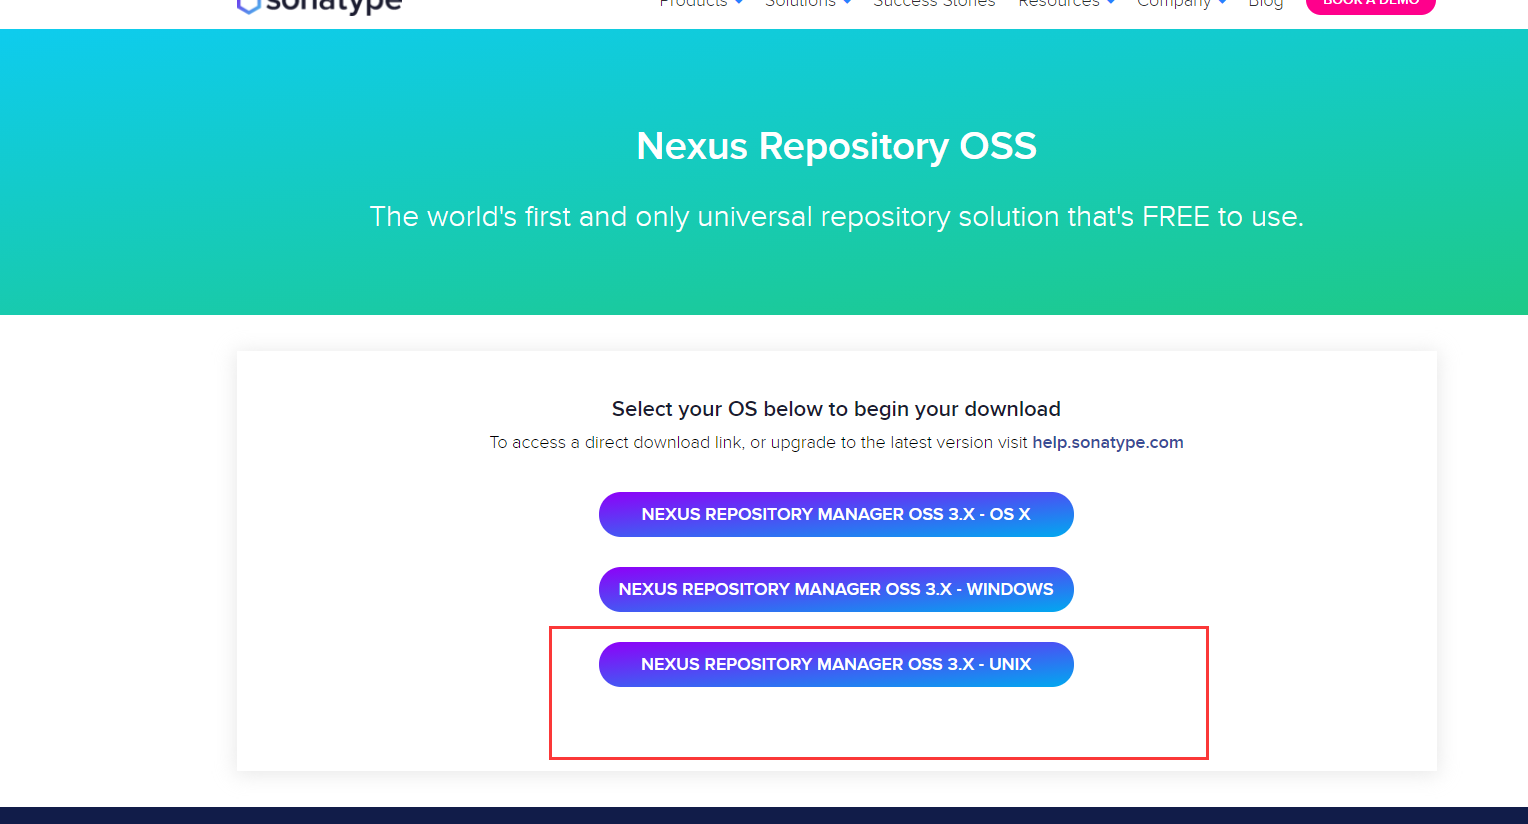 sonatype
Products Solutions Success Stories Resources Company Blog BOOK A DEMO
Nexus Repository OSS
The world's first and only universal repository solution that's FREE to use.
Select your OS below to begin your download
To access a direct download link, or upgrade to the latest version visit help.sonatype.com
NEXUS REPOSITORY MANAGER OSS 3.X - OS X
NEXUS REPOSITORY MANAGER OSS 3.X - WINDOWS
NEXUS REPOSITORY MANAGER OSS 3.X - UNIX